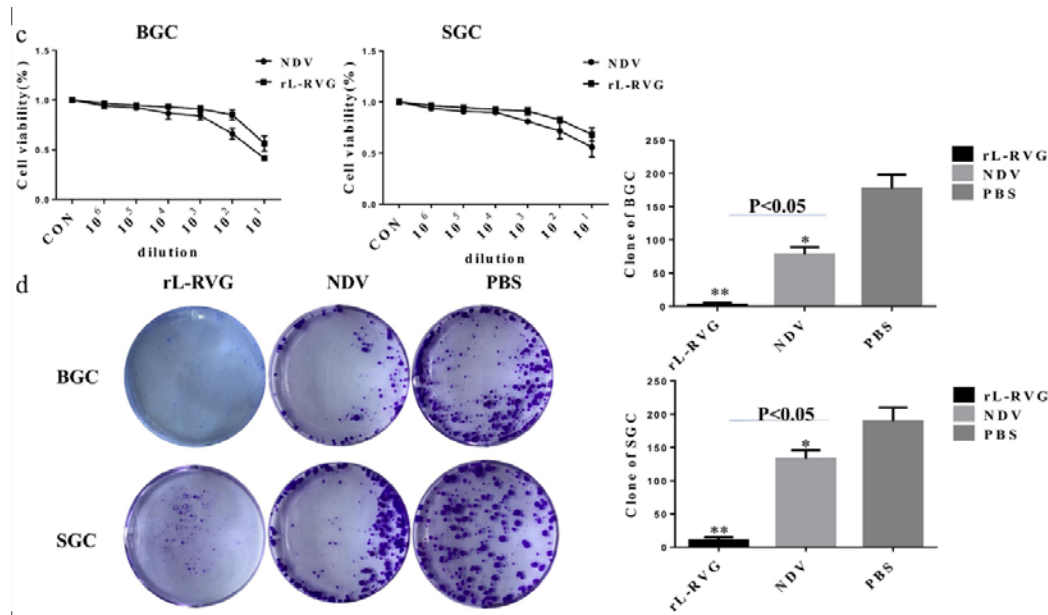 c
BGC
NDV
rL-RVG
Cell viability(%)
1.5
1.0
0.5
0.0
CON
10⁶
10⁵
10⁴
10³
10²
10¹
dilution
SGC
NDV
rL-RVG
Cell viability(%)
1.5
1.0
0.5
0.0
CON
10⁶
10⁵
10⁴
10³
10²
10¹
dilution
Clone of BGC
250
200
150
100
50
0
P<0.05
**
*
rL-RVG
NDV
PBS
rL-RVG
NDV
PBS
d
rL-RVG
NDV
PBS
BGC
SGC
Clone of SGC
250
200
150
100
50
0
P<0.05
**
*
rL-RVG
NDV
PBS
rL-RVG
NDV
PBS